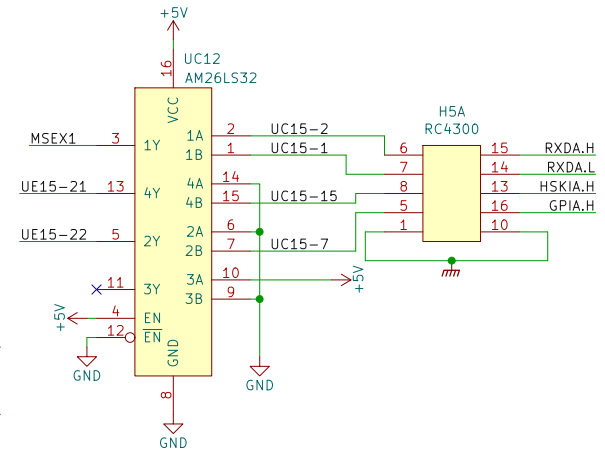 +5V
UC12
AM26LS32
16
VCC
H5A
RC4300
MSEX1 3 1Y
1A 2 UC15-2
1B 1 UC15-1
6 15 RXDA.H
7 14 RXDA.L
UE15-21 13 4Y
4A 14
4B 15 UC15-15
8 13 HSKIA.H
5 16 GPIA.H
UE15-22 5 2Y
2A 6
2B 7 UC15-7
1 10
11 3Y
3A 10 +5V
3B 9
+5V 4 EN
12 EN
GND
GND
GND
8
GND